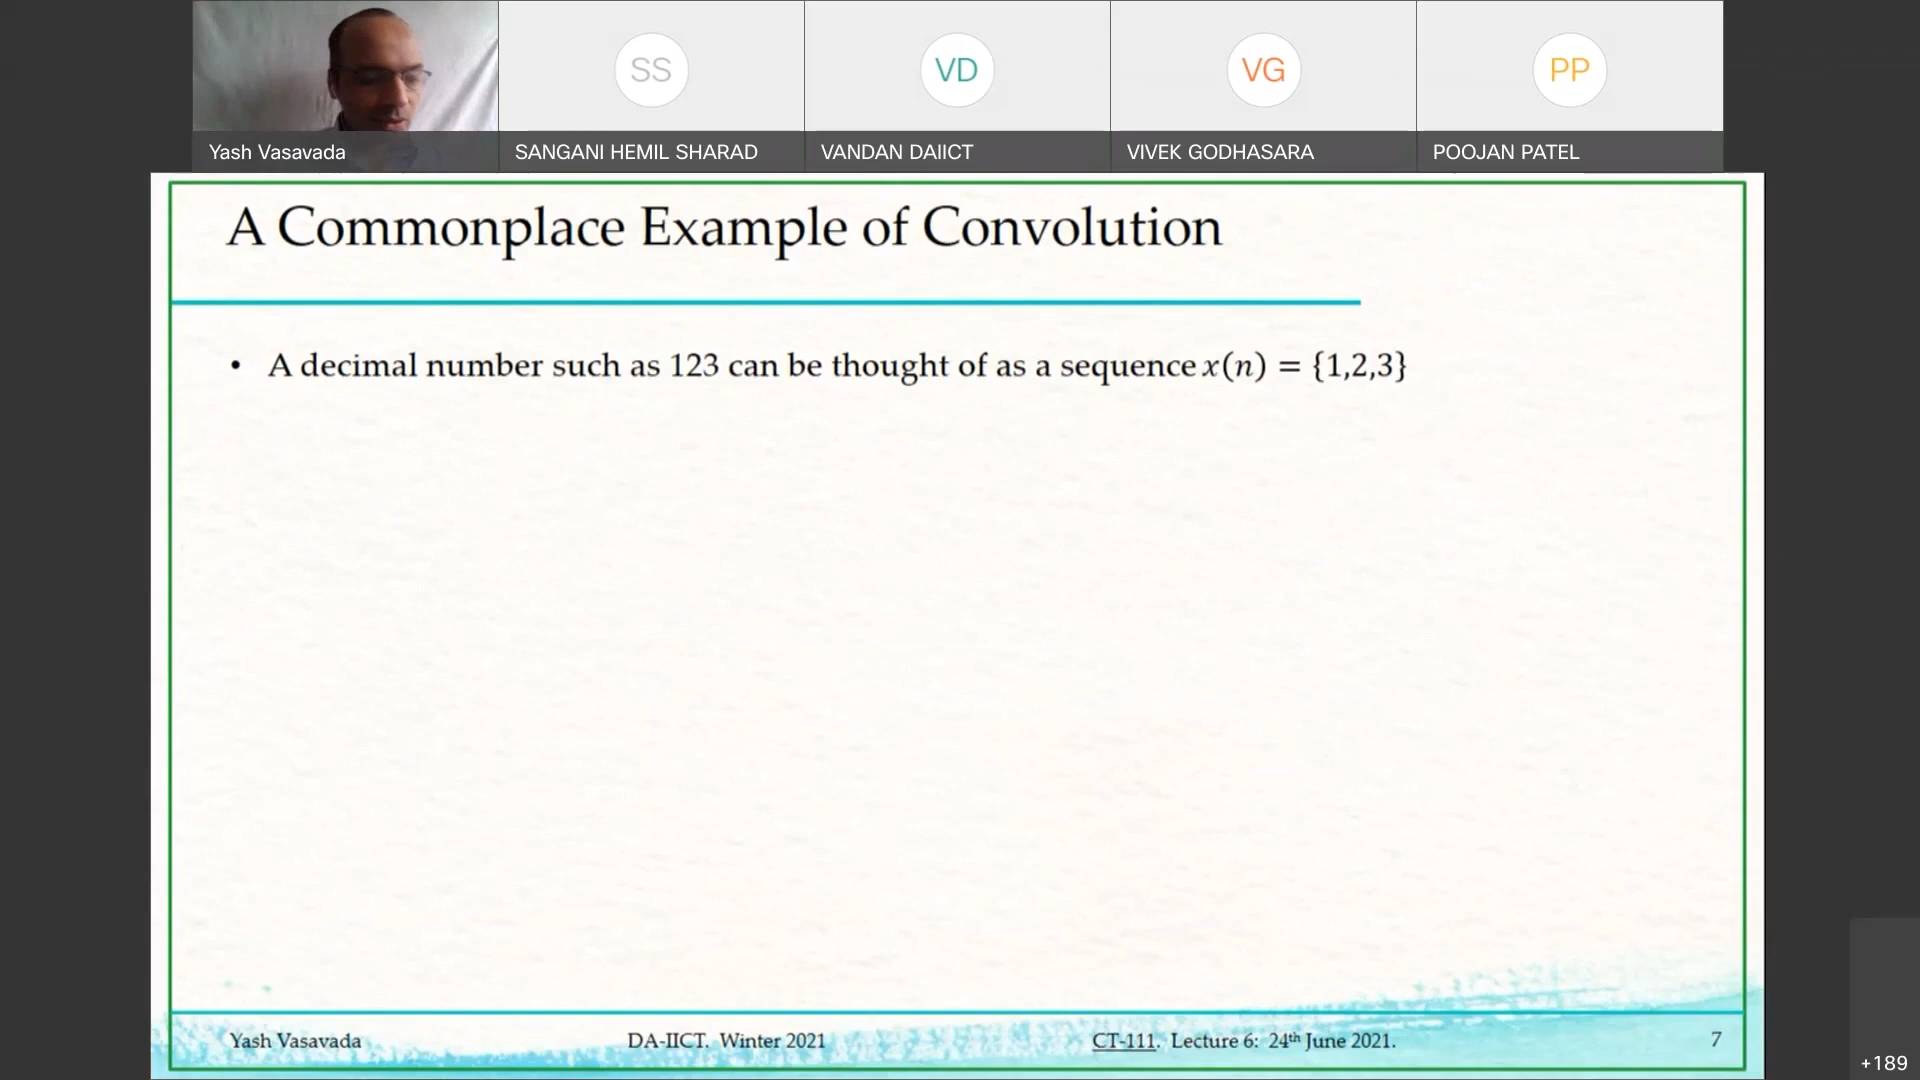 SS
VD
VG
PP
Yash Vasavada
SANGANI HEMIL SHARAD
VANDAN DAIICT
VIVEK GODHASARA
POOJAN PATEL
A Commonplace Example of Convolution
• A decimal number such as 123 can be thought of as a sequence x(n) = {1,2,3}
Yash Vasavada
DA-IICT. Winter 2021
CT-111. Lecture 6: 24th June 2021.
7
+189